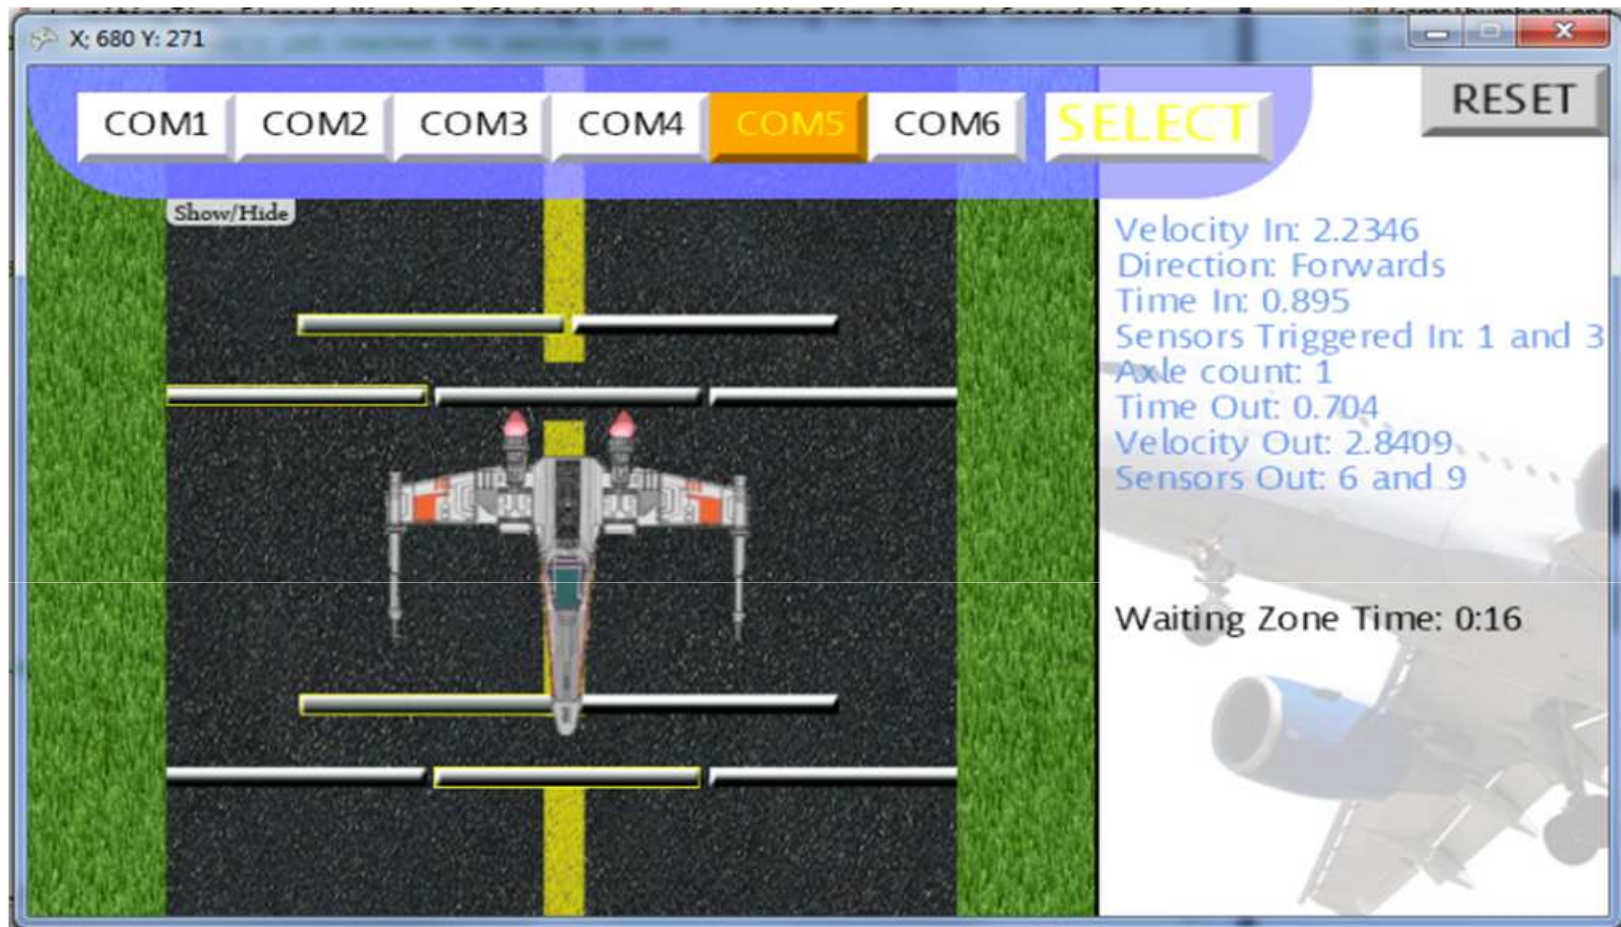 X; 680 Y: 271
COM1 COM2 COM3 COM4 COM5 COM6 SELECT
RESET
Show/Hide
Velocity In: 2.2346
Direction: Forwards
Time In: 0.895
Sensors Triggered In: 1 and 3
Axle count: 1
Time Out: 0.704
Velocity Out: 2.8409
Sensors Out: 6 and 9
Waiting Zone Time: 0:16